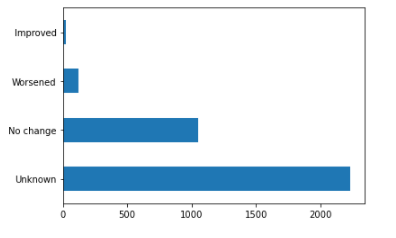 Improved
Worsened
No change
Unknown
0 500 1000 1500 2000